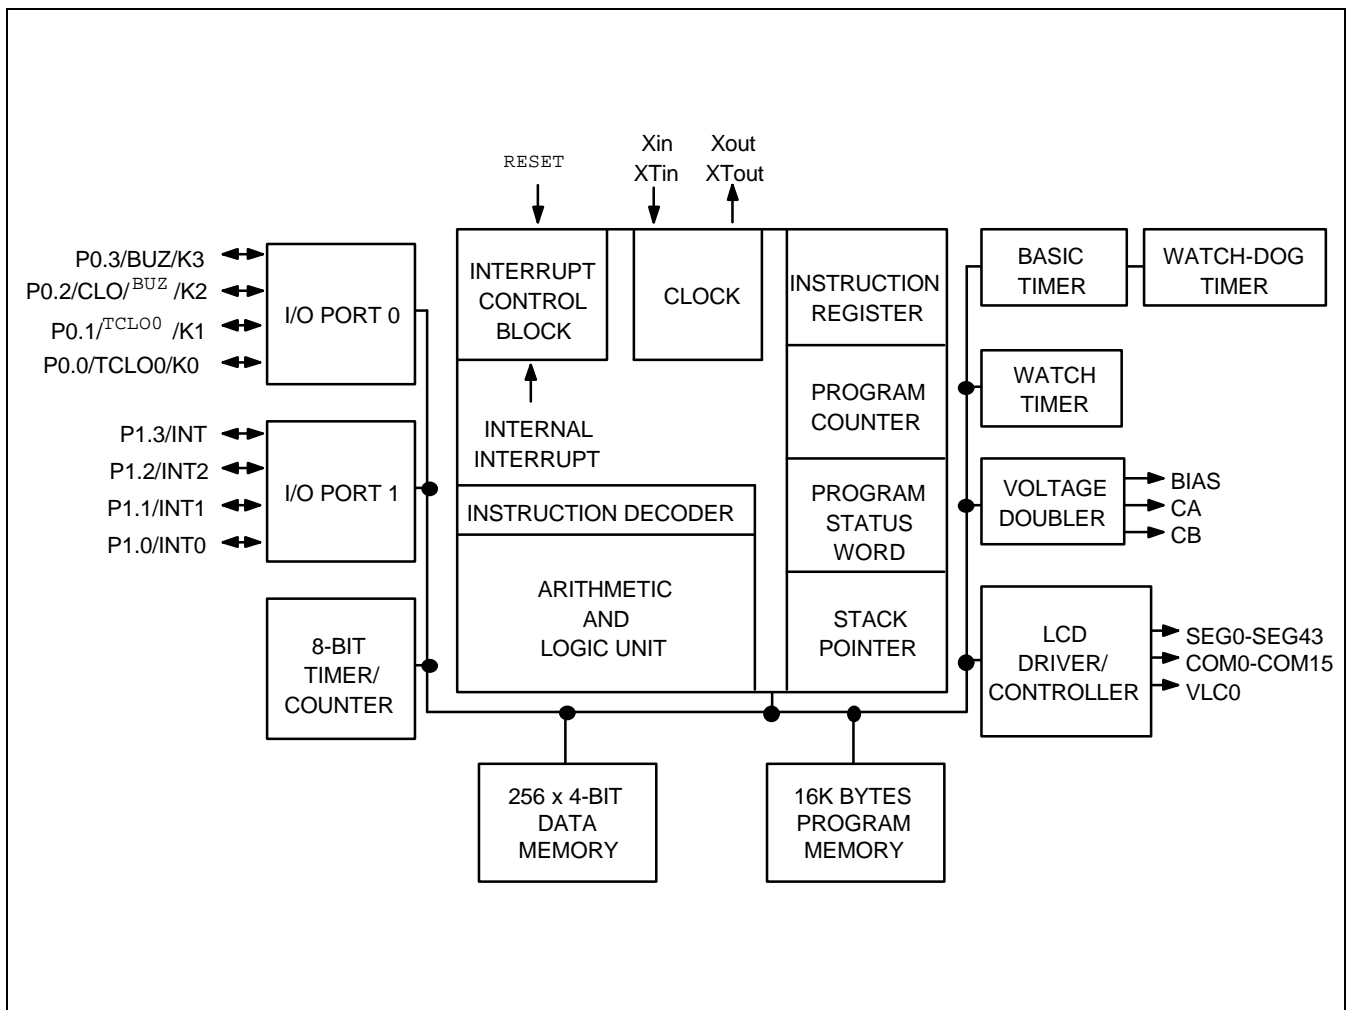 RESET
Xin
XTin
Xout
XTout
P0.3/BUZ/K3
P0.2/CLO/BUZ /K2
P0.1/TCLO0 /K1
P0.0/TCLO0/K0
I/O PORT 0
P1.3/INT
P1.2/INT2
P1.1/INT1
P1.0/INT0
I/O PORT 1
8-BIT
TIMER/
COUNTER
INTERRUPT
CONTROL
BLOCK
CLOCK
INTERNAL
INTERRUPT
INSTRUCTION DECODER
ARITHMETIC
AND
LOGIC UNIT
INSTRUCTION
REGISTER
PROGRAM
COUNTER
PROGRAM
STATUS
WORD
STACK
POINTER
BASIC
TIMER
WATCH-DOG
TIMER
WATCH
TIMER
VOLTAGE
DOUBLER
BIAS
CA
CB
LCD
DRIVER/
CONTROLLER
SEG0-SEG43
COM0-COM15
VLC0
256 x 4-BIT
DATA
MEMORY
16K BYTES
PROGRAM
MEMORY